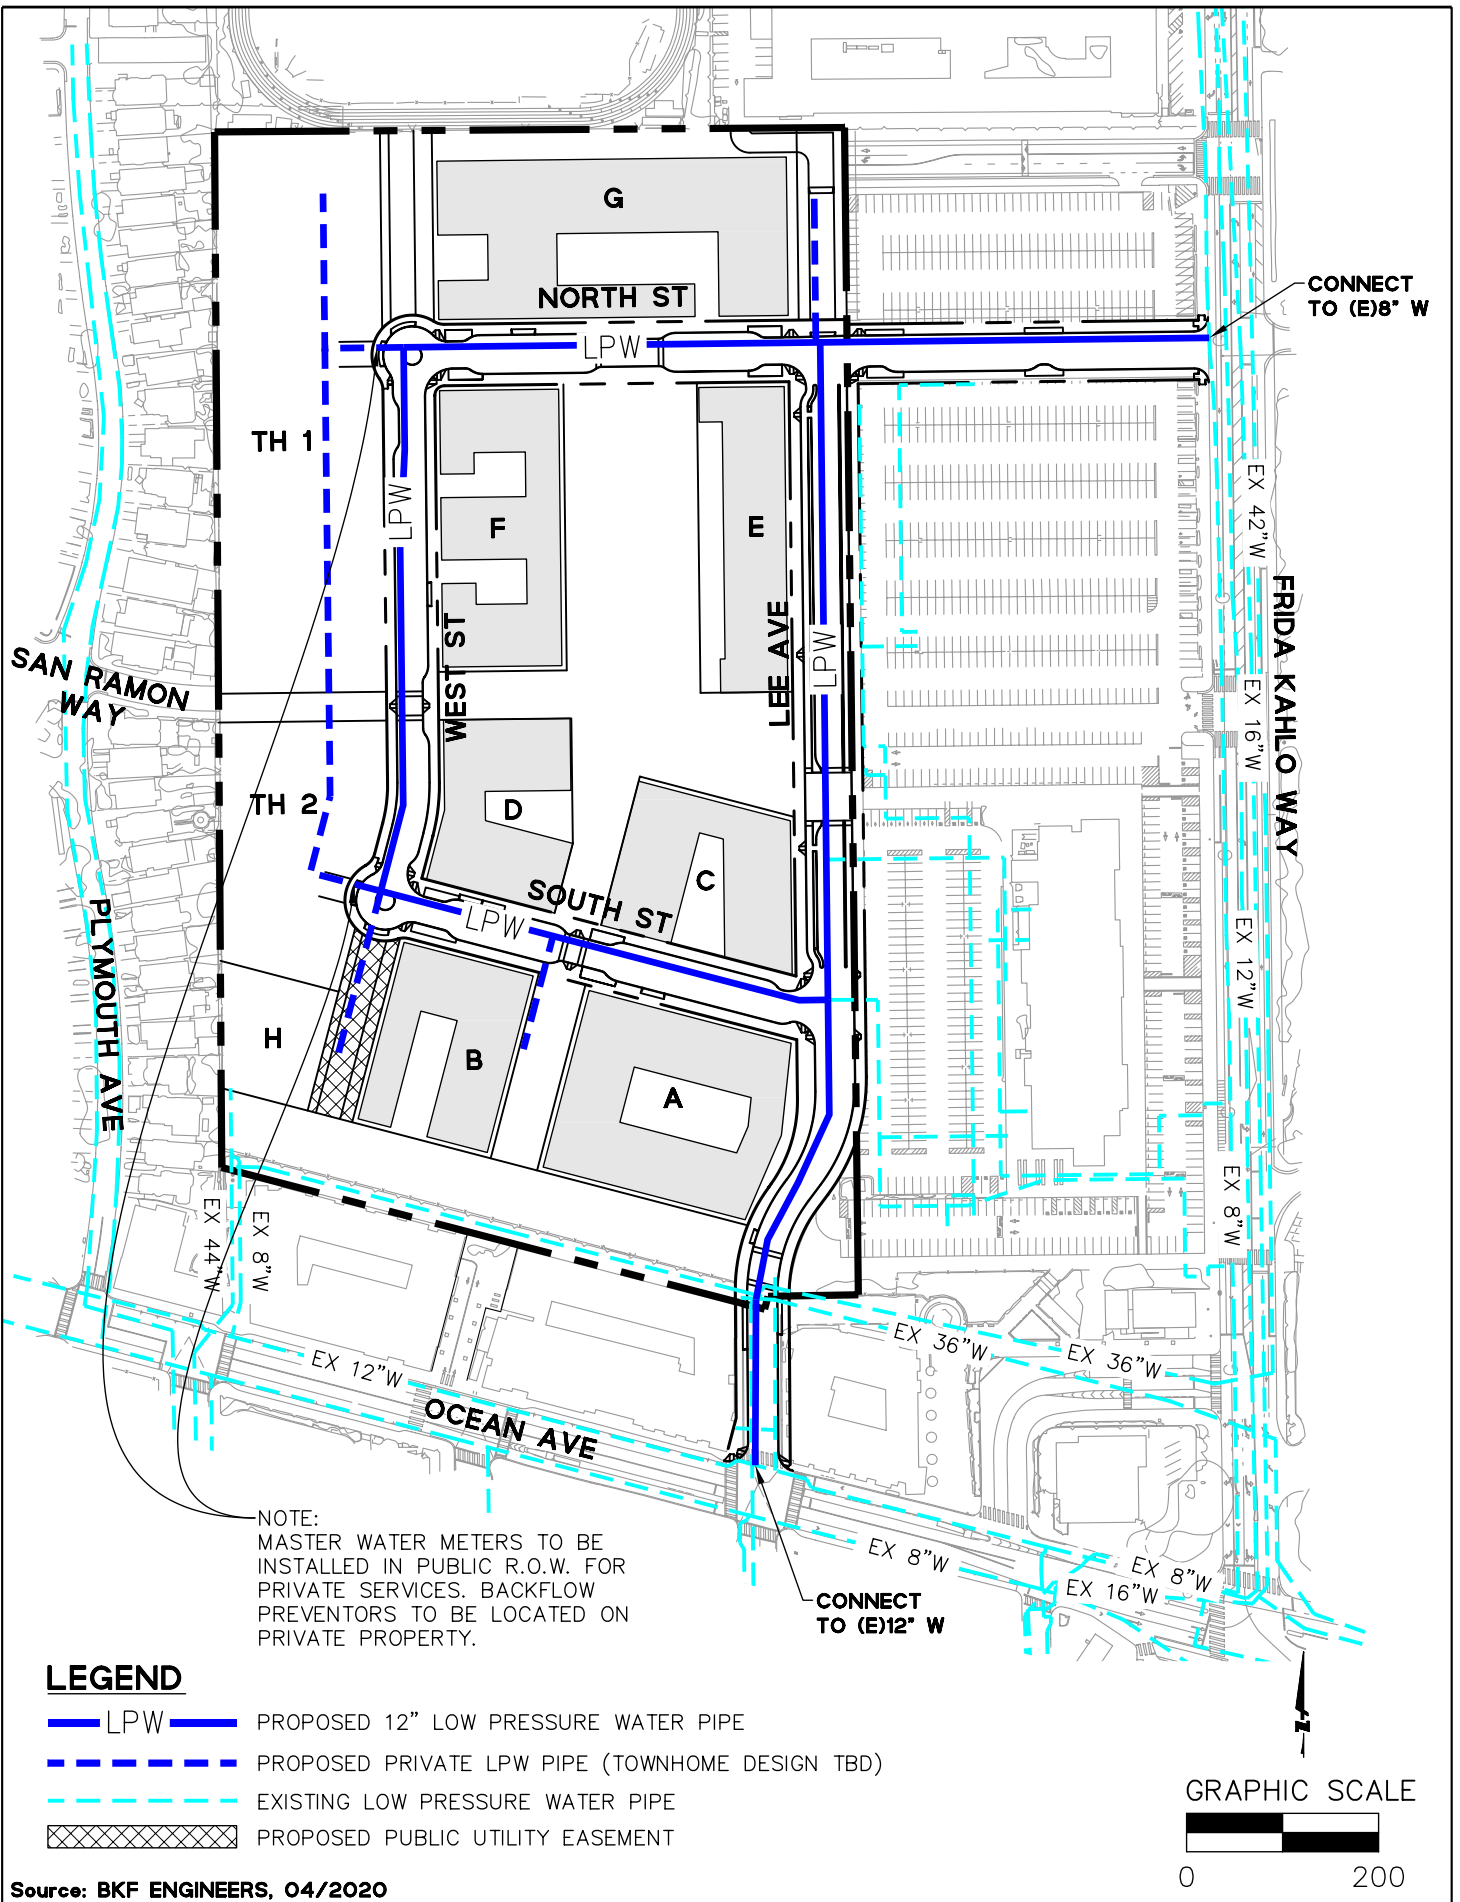 G
NORTH ST
CONNECT
TO (E)8" W
LPW
TH 1
LPW
F
E
EX 42"W
FRIDA KAHLO WAY
WEST ST
LEE AVE
LPW
SAN RAMON
WAY
EX 16"W
TH 2
D
C
SOUTH ST
LPW
PLYMOUTH AVE
EX 12"W
H
B
A
EX 8"W
EX 44"W
EX 8"W
EX 36"W
EX 36"W
EX 12"W
OCEAN AVE
EX 8"W
EX 8"W
EX 16"W
NOTE:
MASTER WATER METERS TO BE
INSTALLED IN PUBLIC R.O.W. FOR
PRIVATE SERVICES. BACKFLOW
PREVENTORS TO BE LOCATED ON
PRIVATE PROPERTY.
CONNECT
TO (E)12" W
LEGEND
LPW PROPOSED 12" LOW PRESSURE WATER PIPE
PROPOSED PRIVATE LPW PIPE (TOWNHOME DESIGN TBD)
EXISTING LOW PRESSURE WATER PIPE
PROPOSED PUBLIC UTILITY EASEMENT
Z
GRAPHIC SCALE
0 200
Source: BKF ENGINEERS, 04/2020